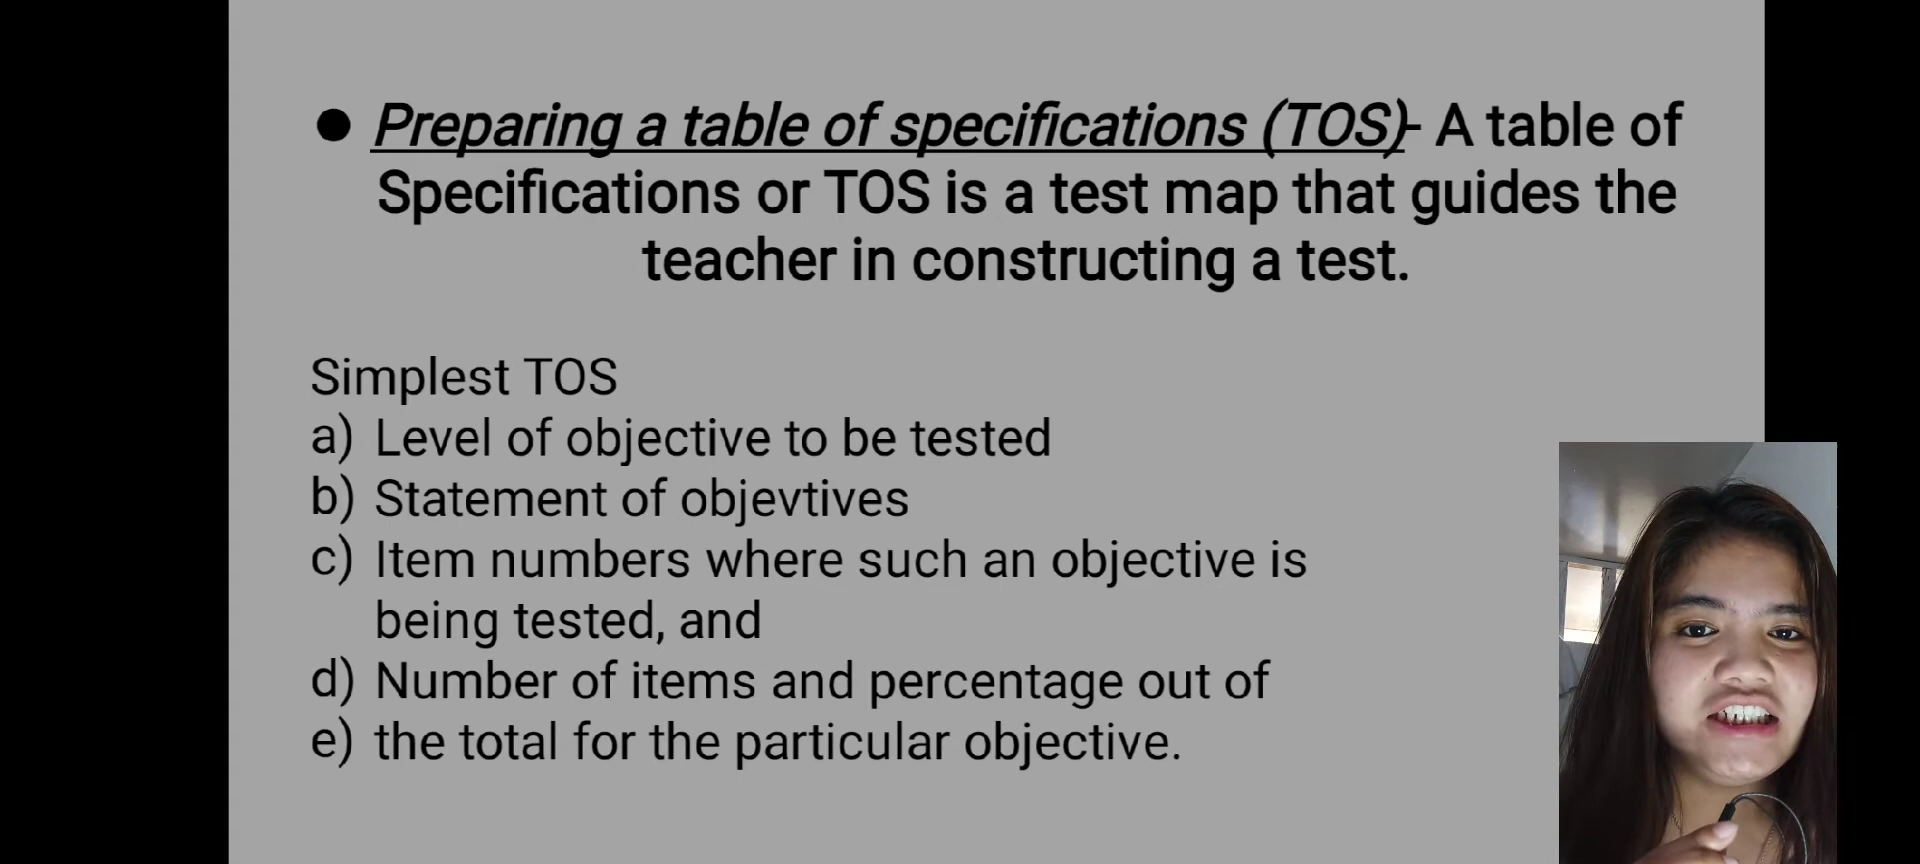 ● Preparing a table of specifications (TOS)- A table of
Specifications or TOS is a test map that guides the
teacher in constructing a test.
Simplest TOS
a) Level of objective to be tested
b) Statement of objevtives
c) Item numbers where such an objective is
being tested, and
d) Number of items and percentage out of
e) the total for the particular objective.